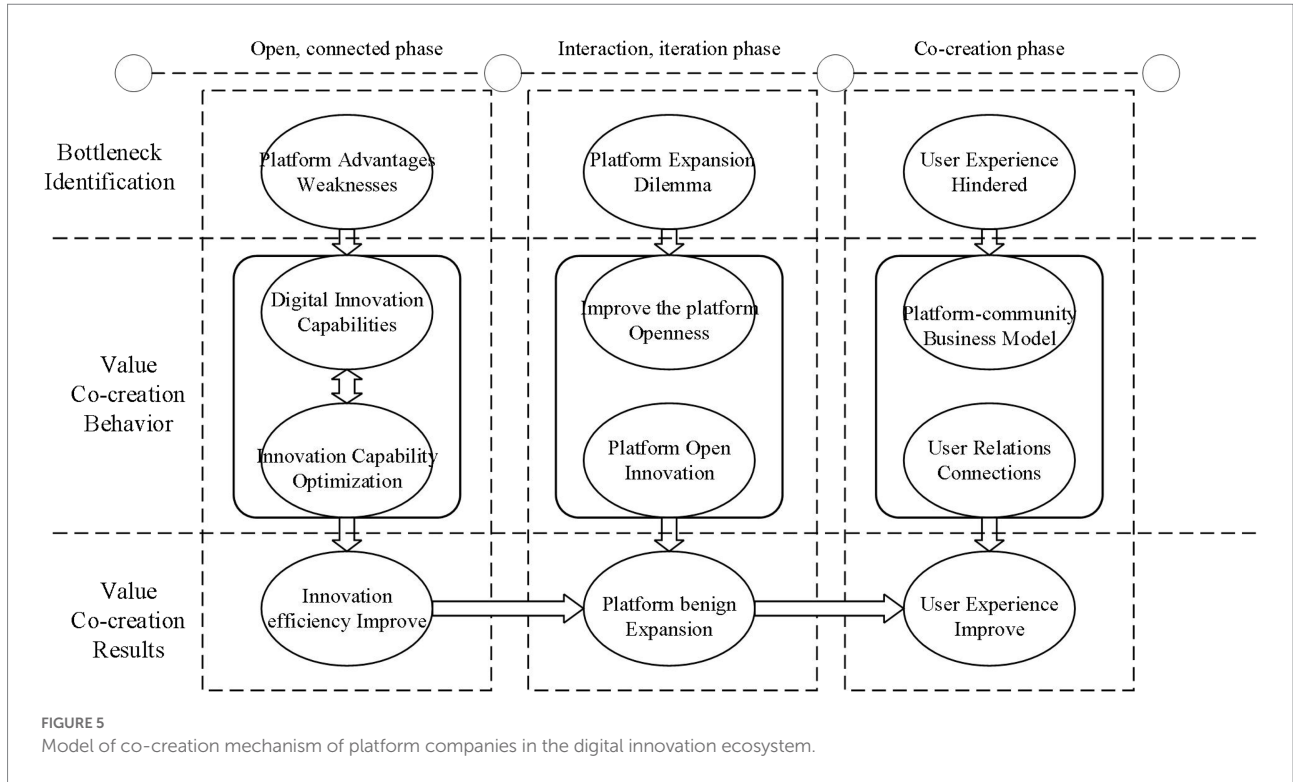 Open, connected phase
Interaction, iteration phase
Co-creation phase
Bottleneck
Identification
Platform Advantages
Weaknesses
Platform Expansion
Dilemma
User Experience
Hindered
Value
Co-creation
Behavior
Digital Innovation
Capabilities
Improve the platform
Openness
Platform-community
Business Model
Innovation Capability
Optimization
Platform Open
Innovation
User Relations
Connections
Value
Co-creation
Results
Innovation
efficiency Improve
Platform benign
Expansion
User Experience
Improve
FIGURE 5
Model of co-creation mechanism of platform companies in the digital innovation ecosystem.